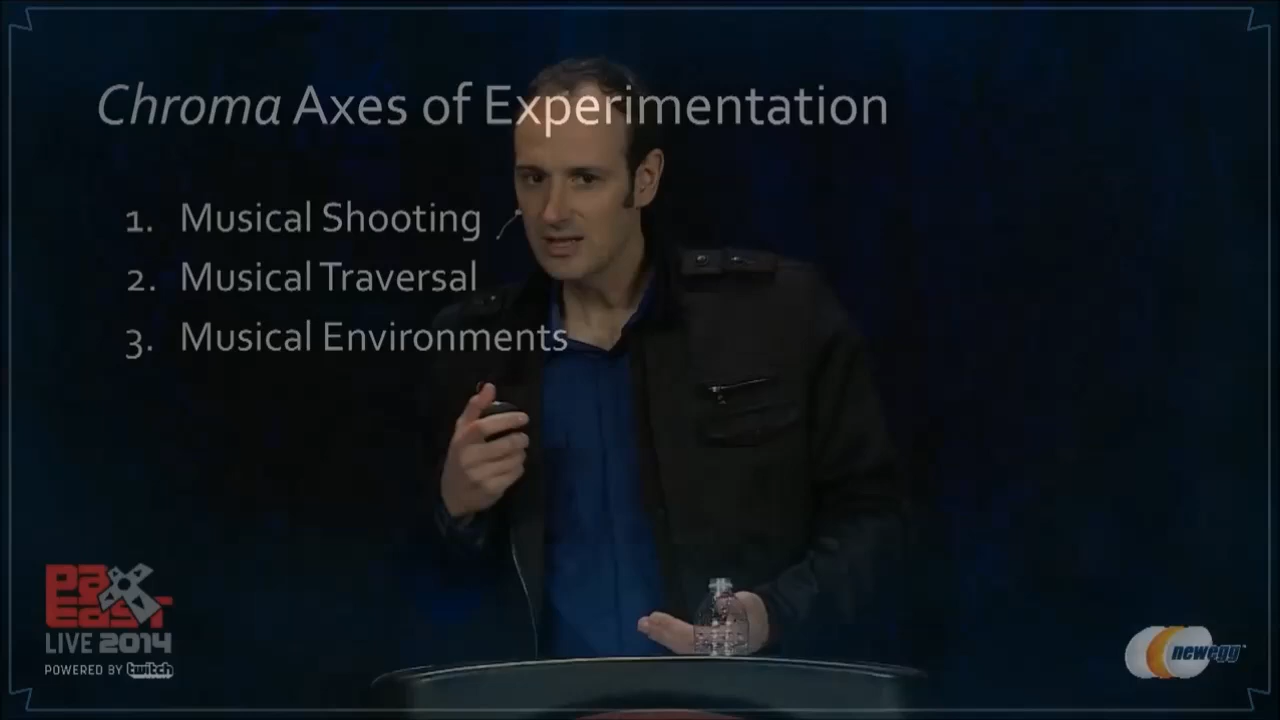 Chroma Axes of Experimentation
1. Musical Shooting
2. Musical Traversal
3. Musical Environments
PAX
EAST
LIVE 2014
POWERED BY twitch
newegg